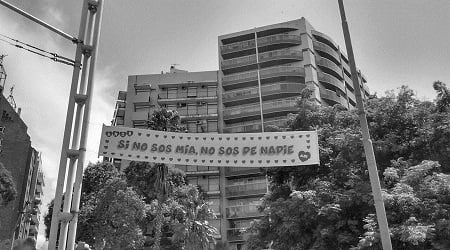 Si NO SOS MÍA, NO SOS DE NADIE